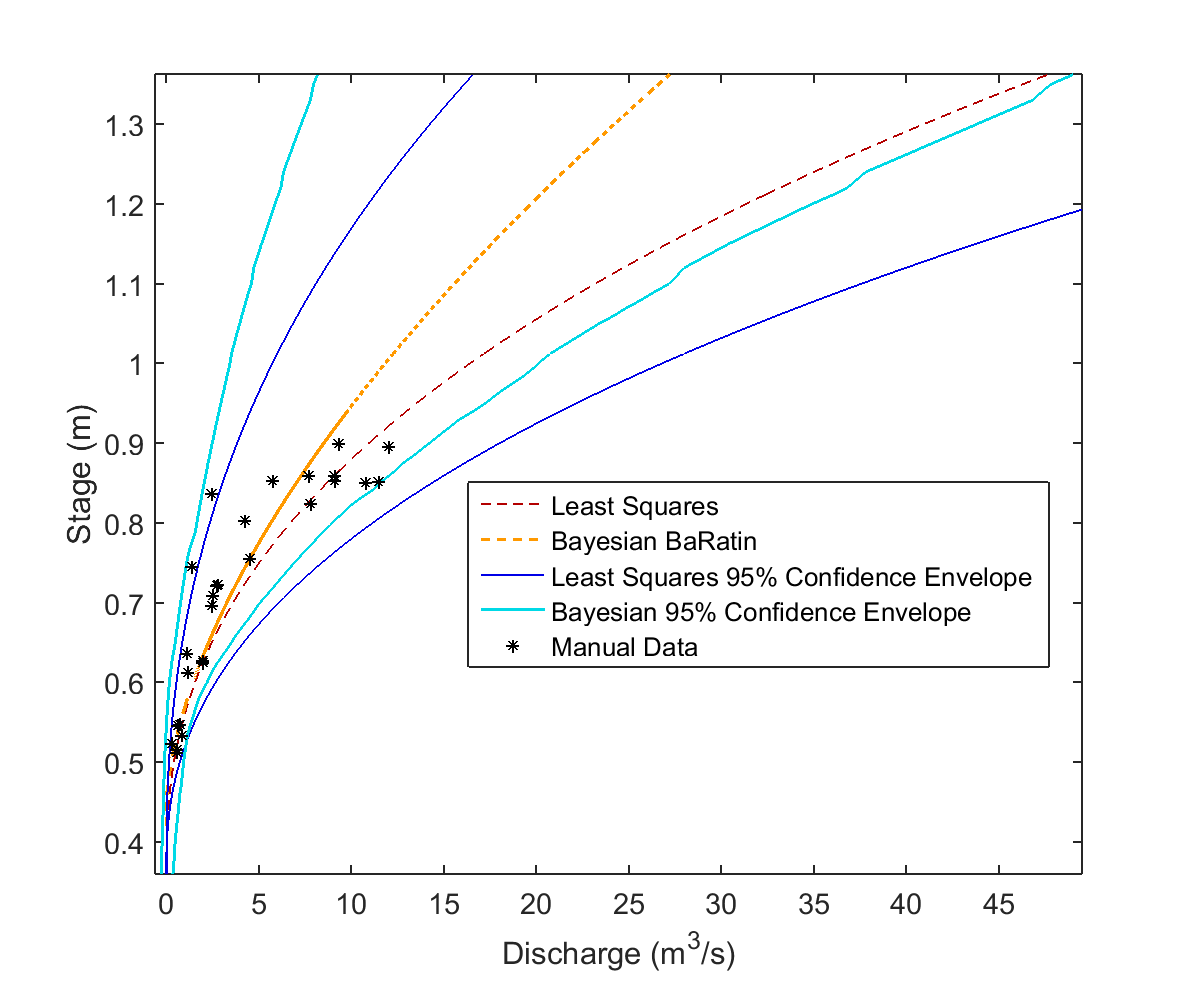 1.3
1.2
1.1
1
0.9
0.8
0.7
0.6
0.5
0.4
Stage (m)
Least Squares
Bayesian BaRatin
Least Squares 95% Confidence Envelope
Bayesian 95% Confidence Envelope
Manual Data
0 5 10 15 20 25 30 35 40 45
Discharge (m³/s)